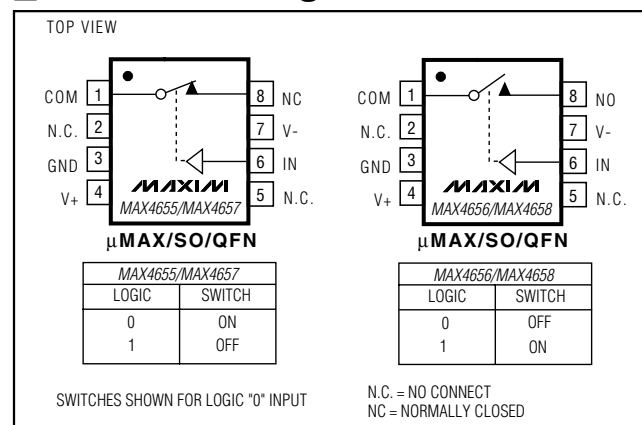 TOP VIEW
COM 1 8 NC
N.C. 2 7 V-
GND 3 6 IN
V+ 4 5 N.C.
MAXIM
MAX4655/MAX4657
µMAX/SO/QFN
MAX4655/MAX4657
LOGIC SWITCH
0 ON
1 OFF
SWITCHES SHOWN FOR LOGIC "0" INPUT
COM 1 8 NO
N.C. 2 7 V-
GND 3 6 IN
V+ 4 5 N.C.
MAXIM
MAX4656/MAX4658
µMAX/SO/QFN
MAX4656/MAX4658
LOGIC SWITCH
0 OFF
1 ON
N.C. = NO CONNECT
NC = NORMALLY CLOSED